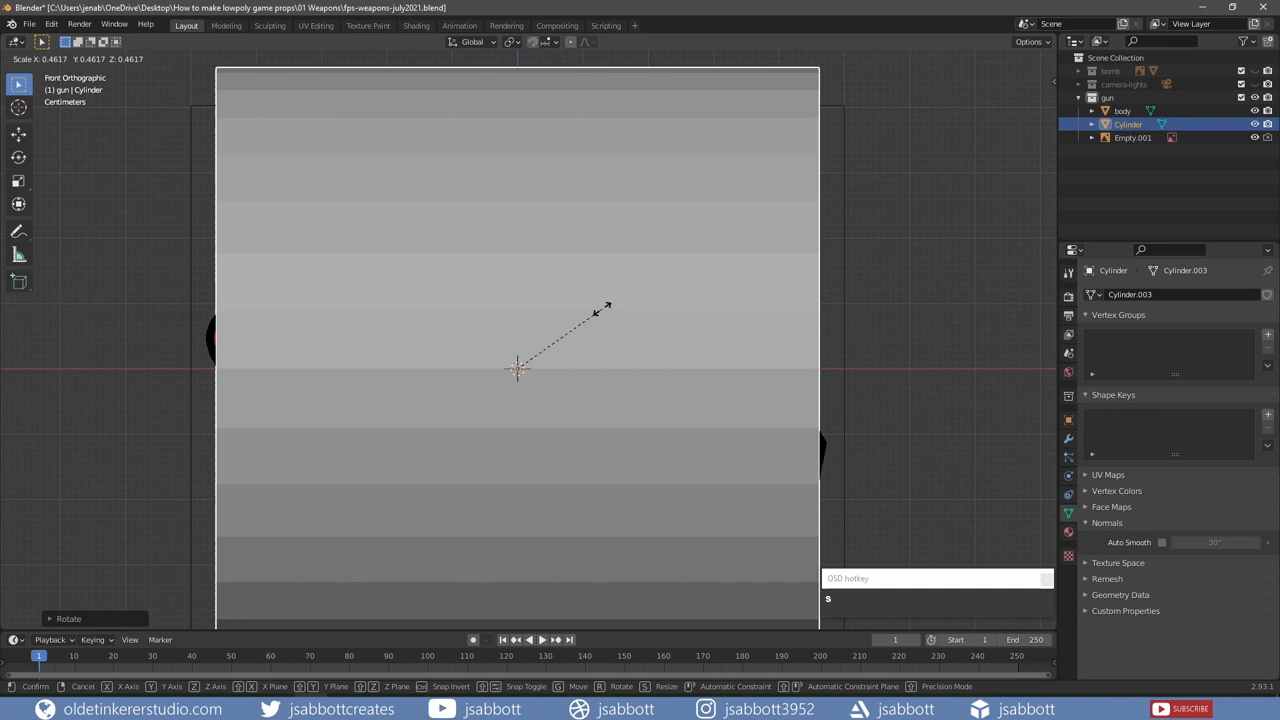 Blender* [C:\Users\jenab\OneDrive\Desktop\How to make lowpoly game props\01 Weapons\fps-weapons-july2021.blend]
File Edit Render Window Help Layout Modeling Sculpting UV Editing Texture Paint Shading Animation Rendering Compositing Scripting + Scene View Layer
Global Options
Scale X: 0.4617 Y: 0.4617 Z: 0.4617
Front Orthographic
(1) gun | Cylinder
Centimeters
Scene Collection
bomb
camera-lights
gun
body
Cylinder
Empty.001
Cylinder Cylinder.003
Cylinder.003
Vertex Groups
Shape Keys
UV Maps
Vertex Colors
Face Maps
Normals
Auto Smooth 30°
Texture Space
Remesh
Geometry Data
Custom Properties
OSD hotkey
S
Rotate
Playback Keying View Marker 1 Start 1 End 250
1 10 20 30 40 50 60 70 80 90 100 110 120 130 140 150 160 170 180 190 200 210 220 230 240 250
Confirm Cancel X X Axis Y Y Axis Z Z Axis X X Plane Y Y Plane Z Z Plane Snap Invert Snap Toggle G Move R Rotate S Resize Automatic Constraint Automatic Constraint Plane Precision Mode 2.93.1
oldetinkererstudio.com jsabbottcreates jsabbott jsabbott jsabbott3952 jsabbott jsabbott SUBSCRIBE